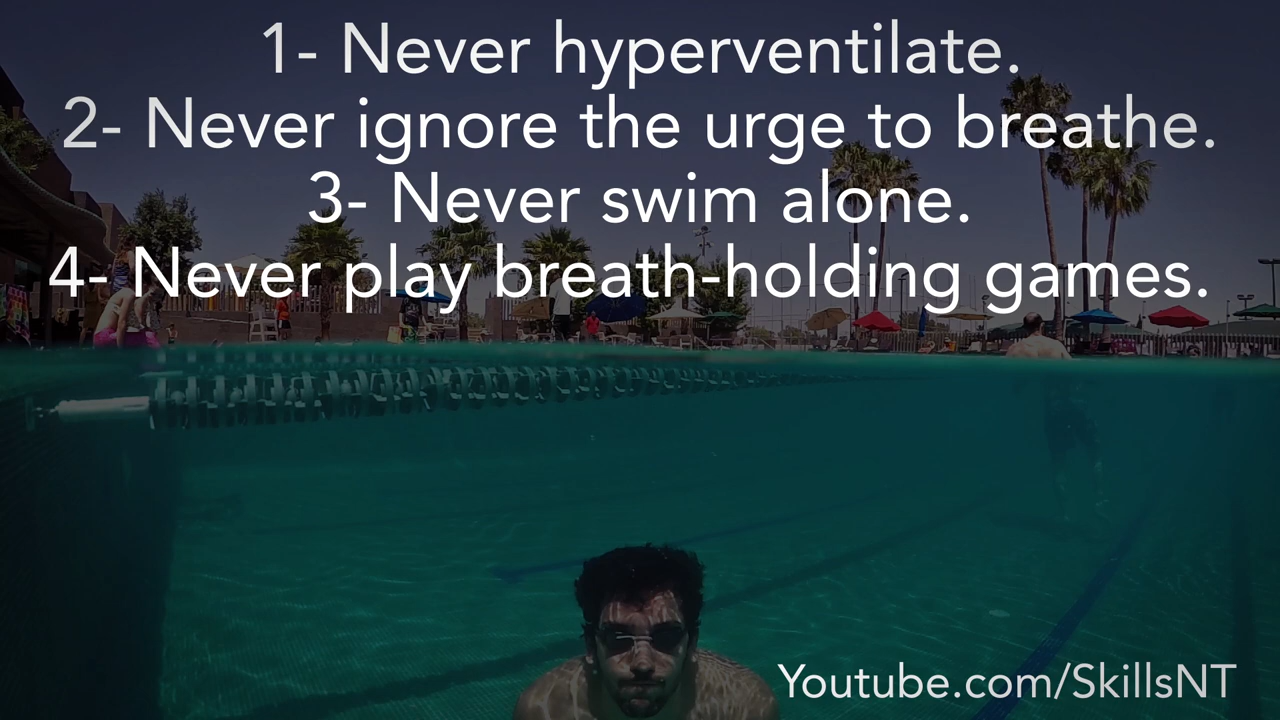 1- Never hyperventilate.
2- Never ignore the urge to breathe.
3- Never swim alone.
4- Never play breath-holding games.
Youtube.com/SkillsNT